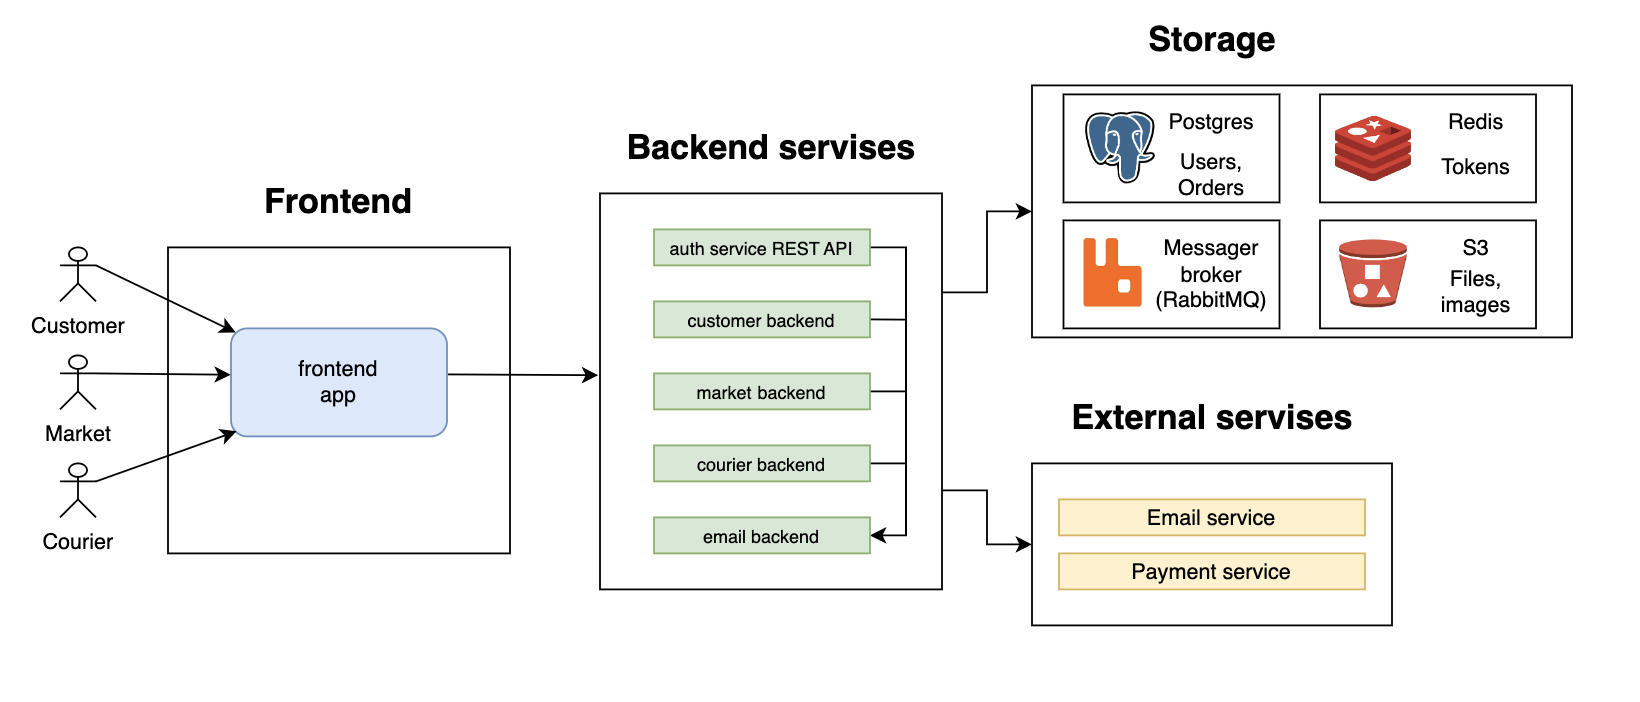 Storage
Postgres
Users,
Orders
Redis
Tokens
Messager
broker
(RabbitMQ)
S3
Files,
images
Backend servises
auth service REST API
customer backend
market backend
courier backend
email backend
Frontend
frontend
app
Customer
Market
Courier
External servises
Email service
Payment service